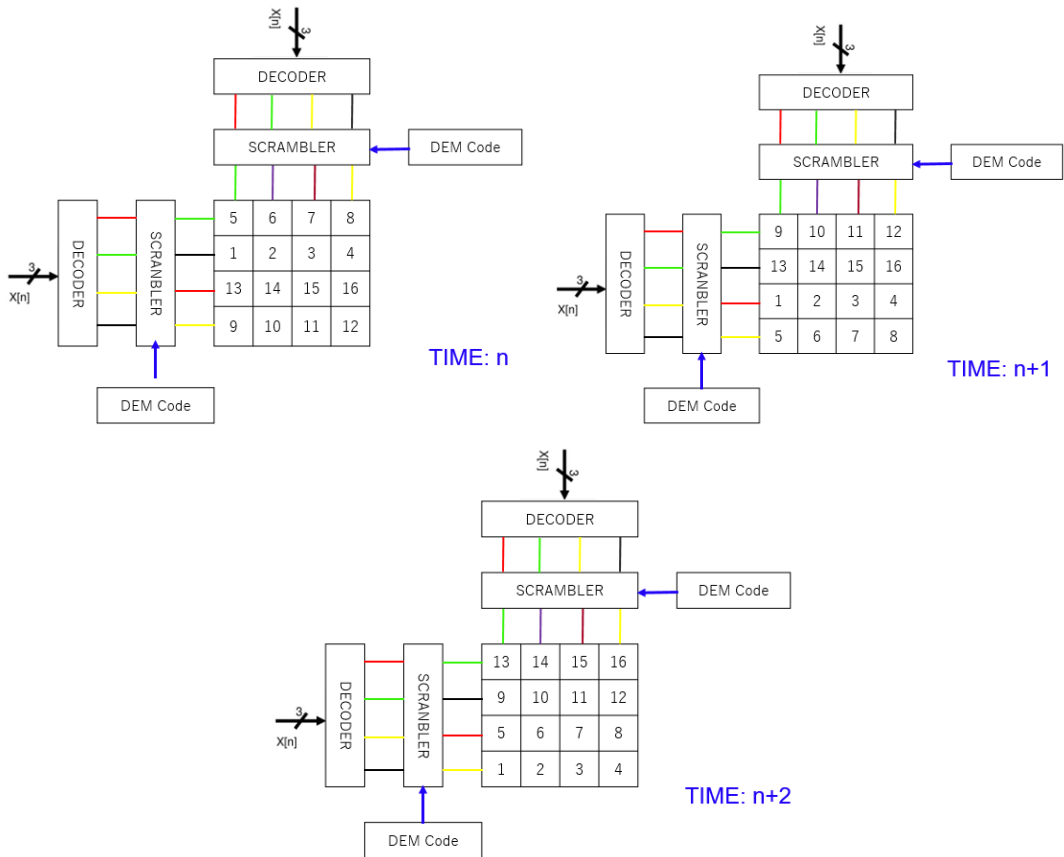 X[n]
3
DECODER
SCRAMBLER
DEM Code
DECODER
SCRANBLER
3
X[n]
5 6 7 8
1 2 3 4
13 14 15 16
9 10 11 12
DEM Code
TIME: n
X[n]
3
DECODER
SCRAMBLER
DEM Code
DECODER
SCRANBLER
3
X[n]
9 10 11 12
13 14 15 16
1 2 3 4
5 6 7 8
DEM Code
TIME: n+1
X[n]
3
DECODER
SCRAMBLER
DEM Code
DECODER
SCRANBLER
3
X[n]
13 14 15 16
9 10 11 12
5 6 7 8
1 2 3 4
DEM Code
TIME: n+2